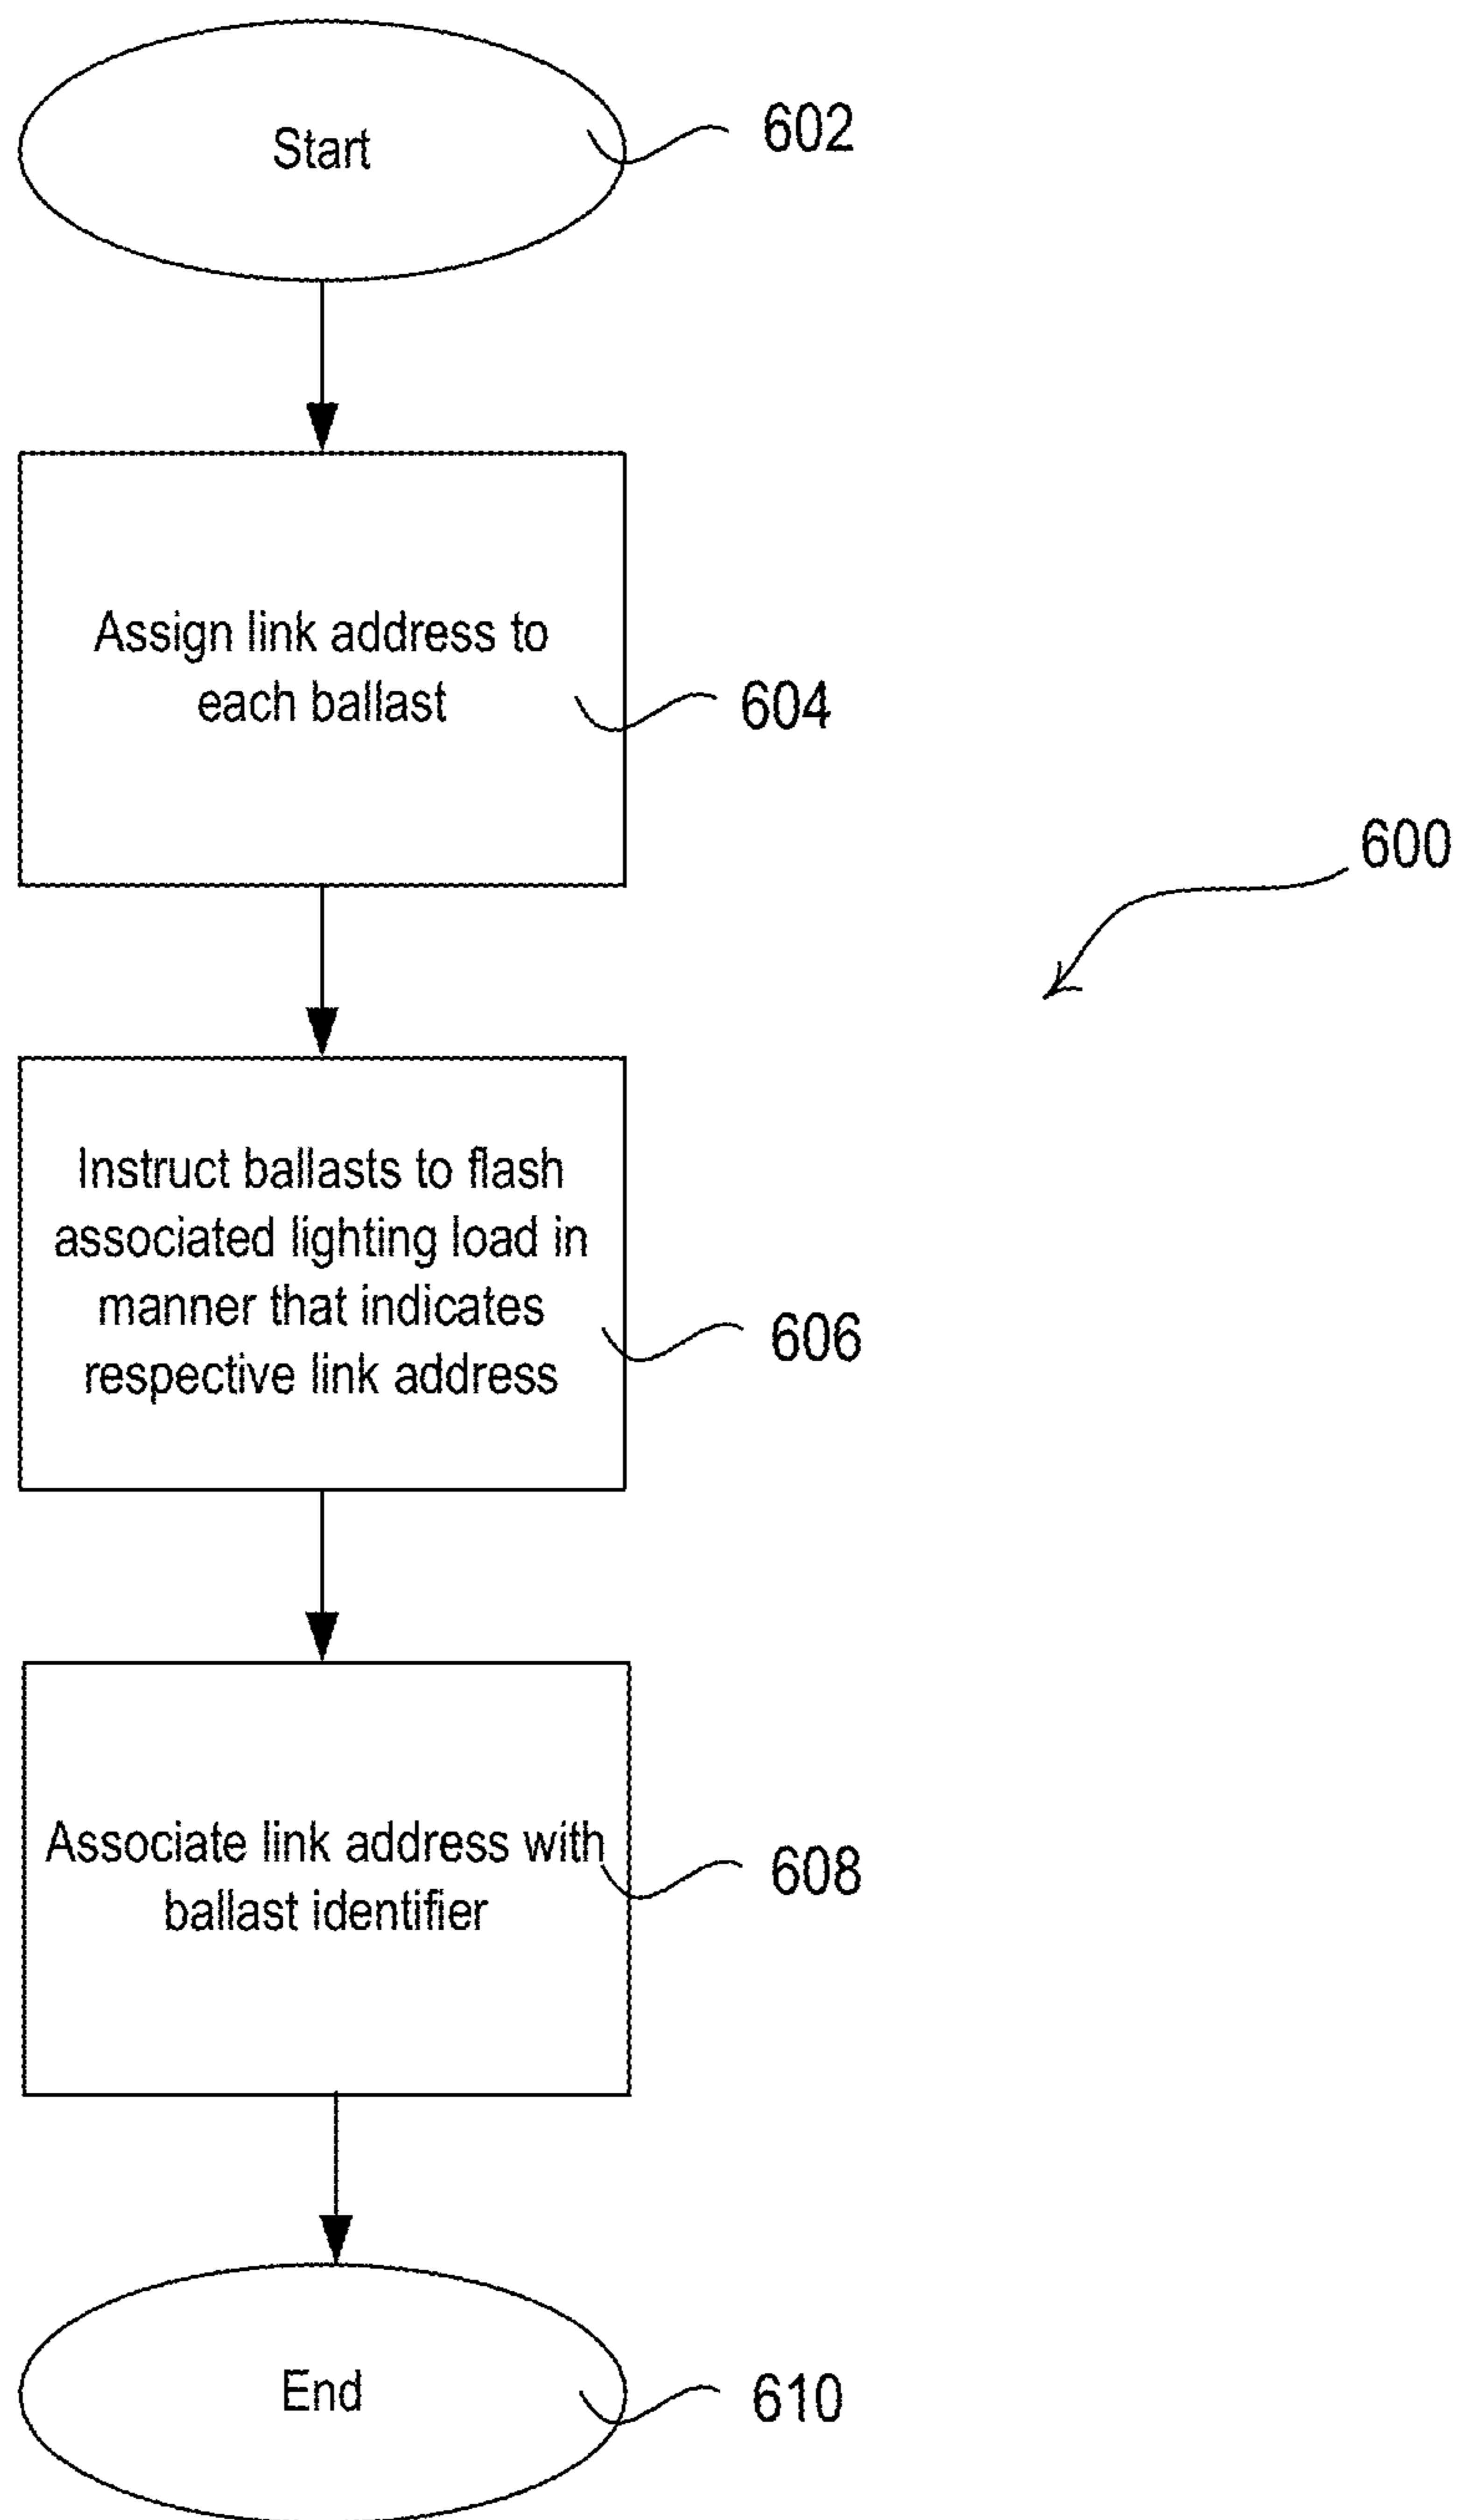 Start
602
Assign link address to
each ballast
604
600
Instruct ballasts to flash
associated lighting load in
manner that indicates
respective link address
606
Associate link address with
ballast identifier
608
End
610